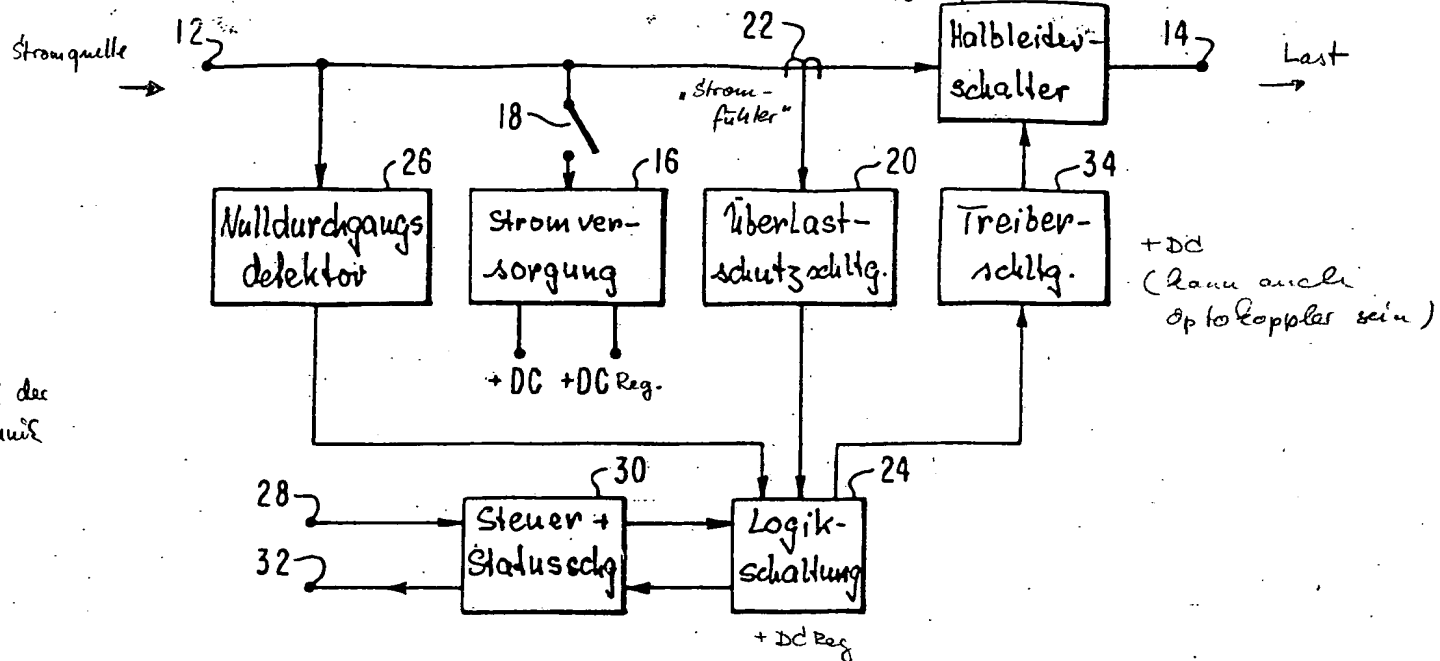 Stromquelle
12
22
Halbleiter-
schalter
14
Last
18
"Strom-
fühler"
26
16
20
34
Nulldurchgangs
detektor
Stromver-
sorgung
Überlast-
schutzschltg.
Treiber-
schltg.
+ DC
(kann auch
Optokoppler sein)
+ DC + DC Reg.
der
28
30
24
Steuer +
Statusschg
Logik-
schaltung
32
+ DC Reg